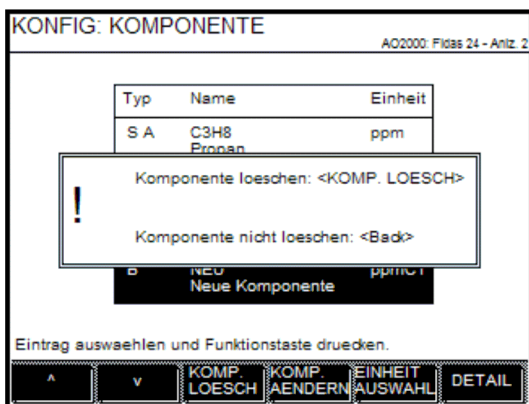 KONFIG: KOMPONENTE
AO2000: Fidas 24 - Anlz. 2
Typ Name Einheit
S A C3H8 ppm
Propan
! Komponente loeschen: <KOMP. LOESCH>
Komponente nicht loeschen: <Back>
B NEU ppmC1
Neue Komponente
Eintrag auswaehlen und Funktionstaste druecken.
^ v KOMP. KOMP. EINHEIT DETAIL
LOESCH AENDERN AUSWAHL